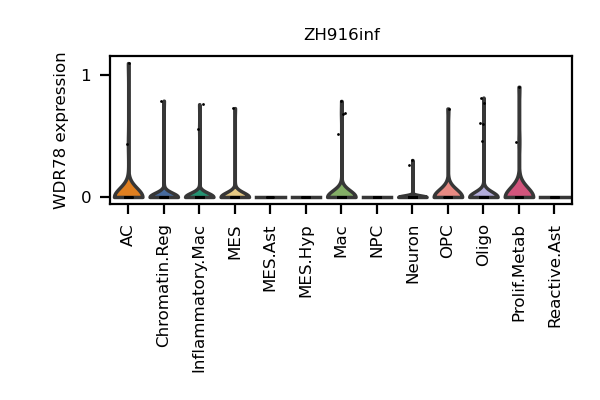 ZH916inf
WDR78 expression
1
0
AC
Chromatin.Reg
Inflammatory.Mac
MES
MES.Ast
MES.Hyp
Mac
NPC
Neuron
OPC
Oligo
Prolif.Metab
Reactive.Ast